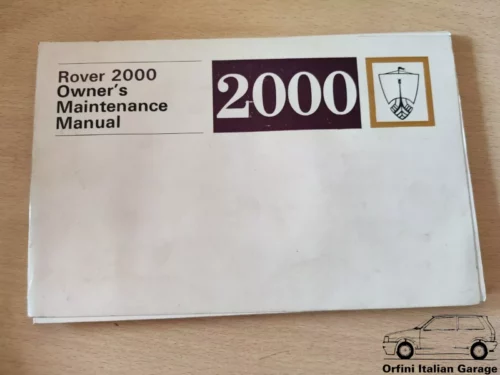 Rover 2000
Owner's
Maintenance
Manual
2000
Orfini Italian Garage